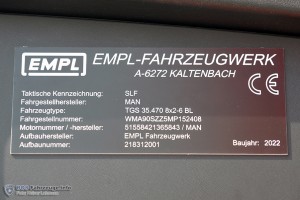 EMPL
EMPL-FAHRZEUGWERK
A-6272 KALTENBACH
CE
Taktische Kennzeichnung: SLF
Fahrgestellhersteller: MAN
Fahrzeugtype: TGS 35.470 8x2-6 BL
Fahrgestellnummer: WMA90SZZ5MP152408
Motornummer / -hersteller: 51558421365843 / MAN
Aufbauhersteller: EMPL Fahrzeugwerk
Aufbaunummer: 218312001
Baujahr: 2022